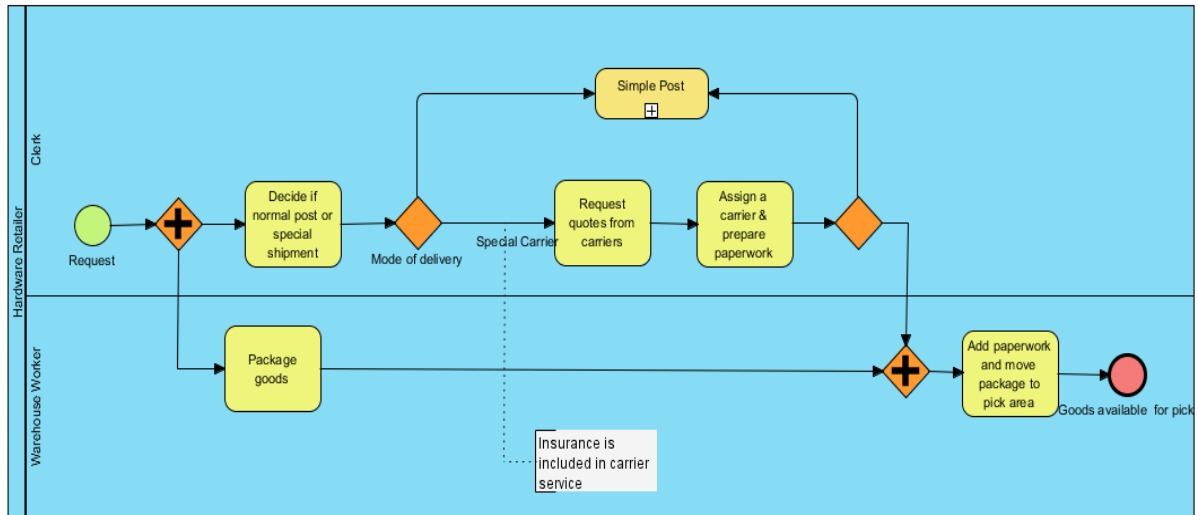 Hardware Retailer
Clerk
Simple Post
Decide if
normal post or
special
shipment
Request
quotes from
carriers
Assign a
carrier &
prepare
paperwork
Special Carrier
Request
Mode of delivery
Warehouse Worker
Package
goods
Add paperwork
and move
package to
pick area
Goods available for pick
Insurance is
included in carrier
service